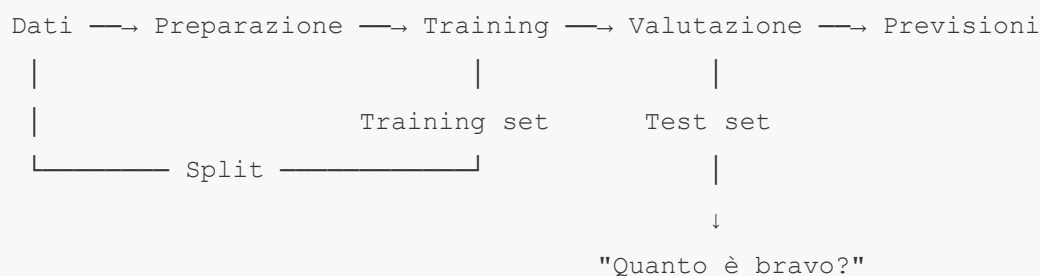 Dati ──→ Preparazione ──→ Training ──→ Valutazione ──→ Previsioni
Training set Test set
Split
↓
"Quanto è bravo?"